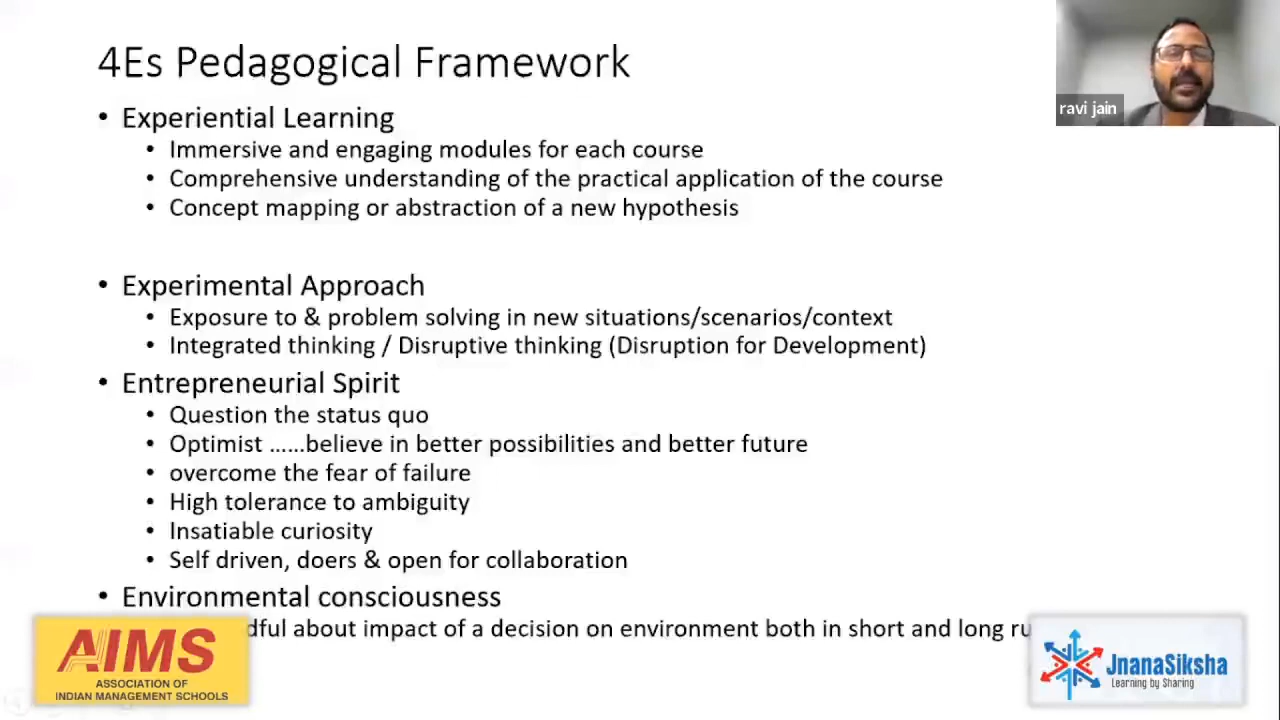 4Es Pedagogical Framework
ravi jain
• Experiential Learning
• Immersive and engaging modules for each course
• Comprehensive understanding of the practical application of the course
• Concept mapping or abstraction of a new hypothesis
• Experimental Approach
• Exposure to & problem solving in new situations/scenarios/context
• Integrated thinking / Disruptive thinking (Disruption for Development)
• Entrepreneurial Spirit
• Question the status quo
• Optimist ......believe in better possibilities and better future
• overcome the fear of failure
• High tolerance to ambiguity
• Insatiable curiosity
• Self driven, doers & open for collaboration
• Environmental consciousness
about impact of a decision on environment both in short and long
AIMS
ASSOCIATION OF
INDIAN MANAGEMENT SCHOOLS
JnanaSiksha
Learning by Sharing